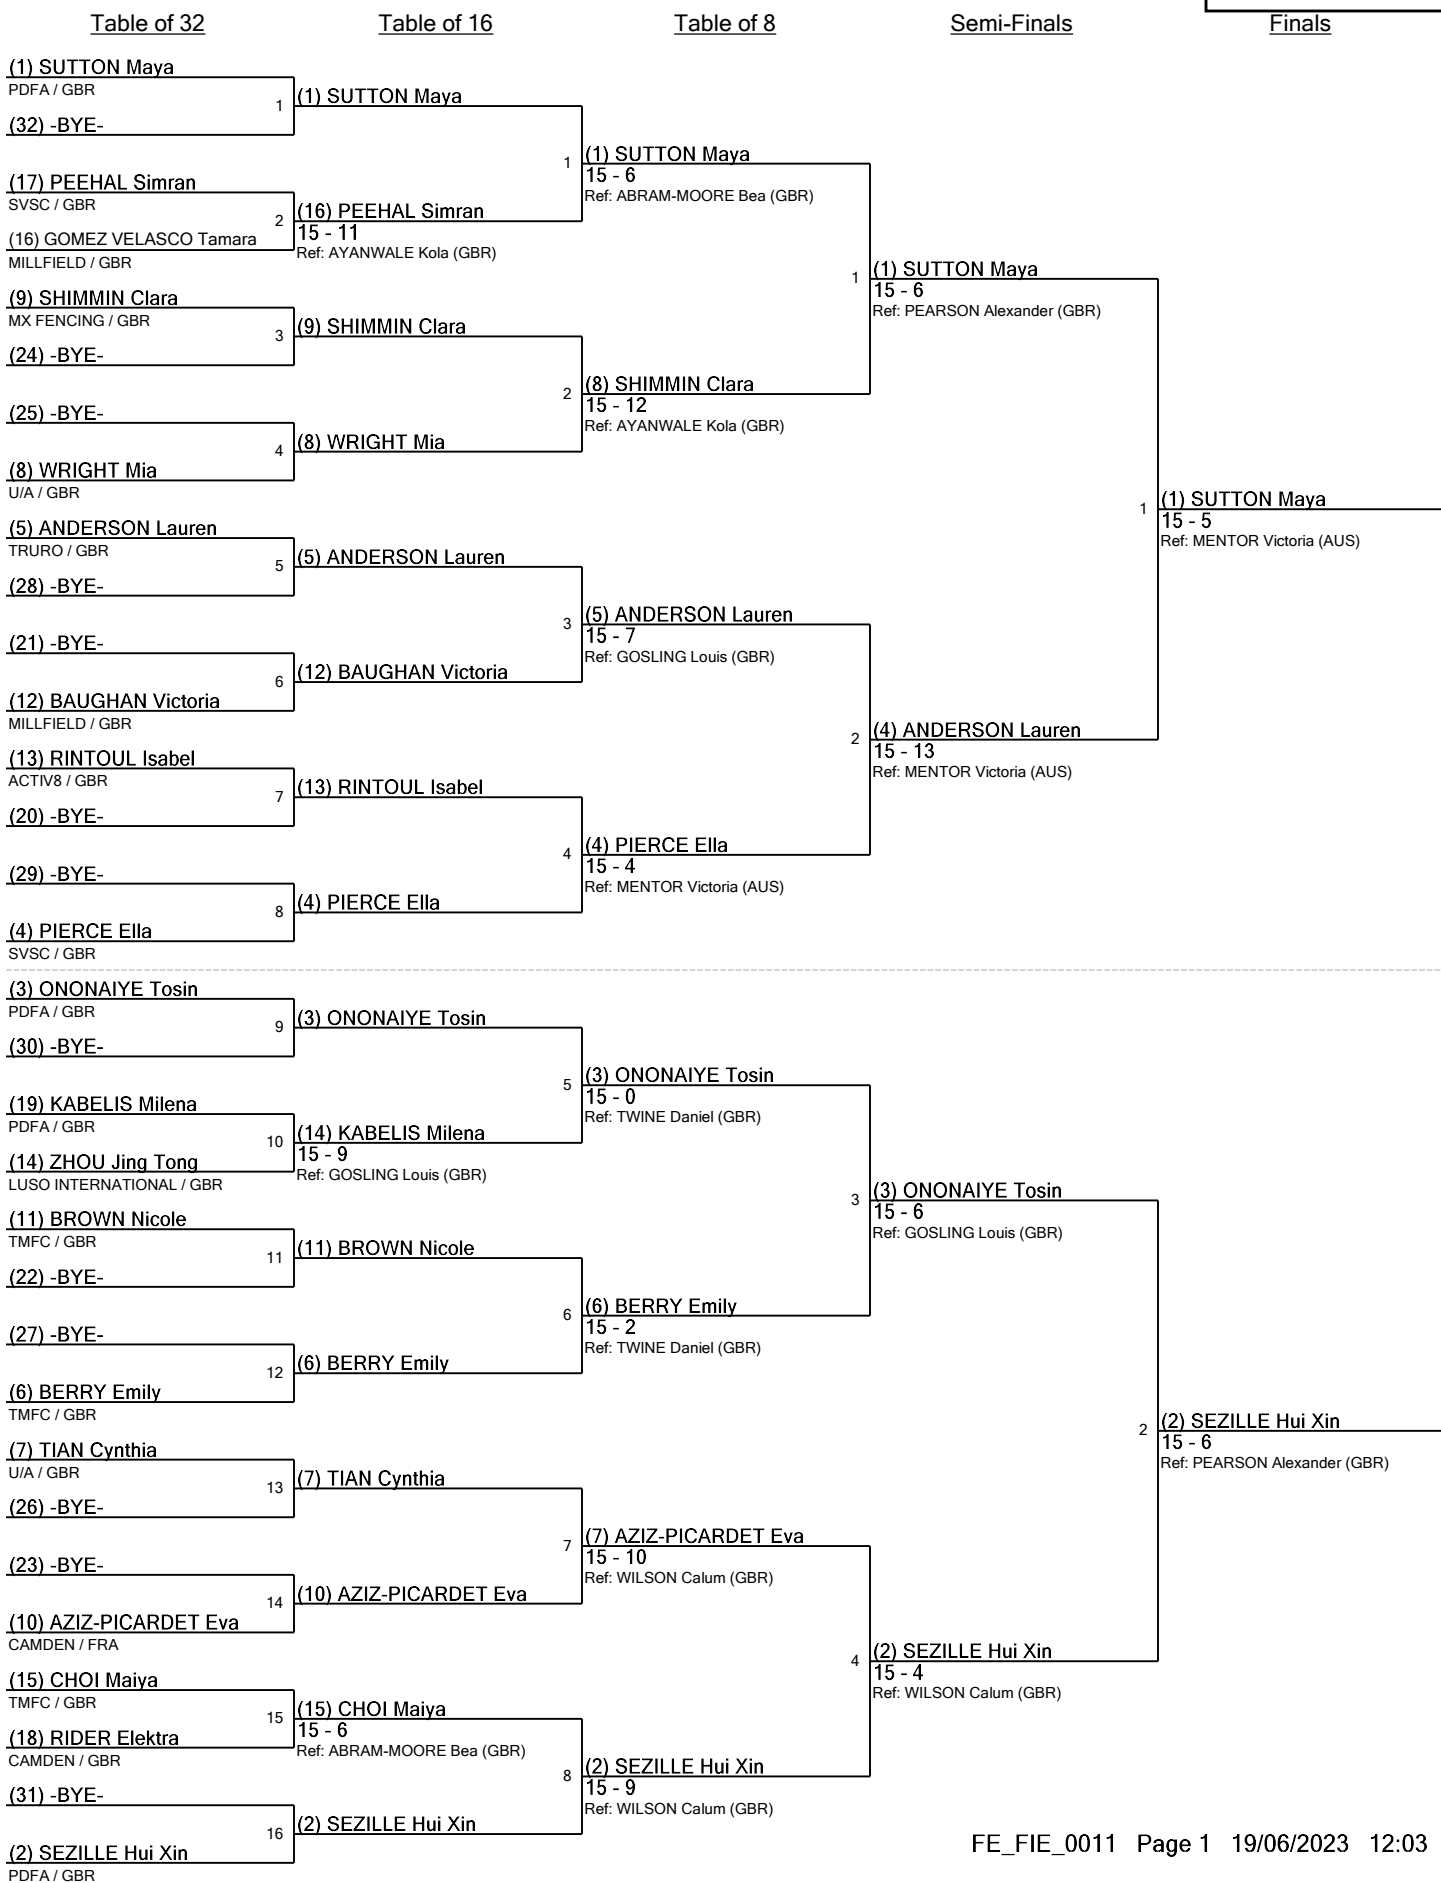 Table of 32
Table of 16
Table of 8
Semi-Finals
Finals
(1) SUTTON Maya
PDFA / GBR
1
(32) -BYE-
(17) PEEHAL Simran
SVSC / GBR
2
(16) GOMEZ VELASCO Tamara
MILLFIELD / GBR
(9) SHIMMIN Clara
MX FENCING / GBR
3
(24) -BYE-
(25) -BYE-
4
(8) WRIGHT Mia
U/A / GBR
(5) ANDERSON Lauren
TRURO / GBR
5
(28) -BYE-
(21) -BYE-
6
(12) BAUGHAN Victoria
MILLFIELD / GBR
(13) RINTOUL Isabel
ACTIV8 / GBR
7
(20) -BYE-
(29) -BYE-
8
(4) PIERCE Ella
SVSC / GBR
(3) ONONAIYE Tosin
PDFA / GBR
9
(30) -BYE-
(19) KABELIS Milena
PDFA / GBR
10
(14) ZHOU Jing Tong
LUSO INTERNATIONAL / GBR
(11) BROWN Nicole
TMFC / GBR
11
(22) -BYE-
(27) -BYE-
12
(6) BERRY Emily
TMFC / GBR
(7) TIAN Cynthia
U/A / GBR
13
(26) -BYE-
(23) -BYE-
14
(10) AZIZ-PICARDET Eva
CAMDEN / FRA
(15) CHOI Maiya
TMFC / GBR
15
(18) RIDER Elektra
CAMDEN / GBR
(31) -BYE-
16
(2) SEZILLE Hui Xin
PDFA / GBR
(1) SUTTON Maya
1
(16) PEEHAL Simran
15 - 11
Ref: AYANWALE Kola (GBR)
(9) SHIMMIN Clara
2
(8) WRIGHT Mia
(5) ANDERSON Lauren
3
(12) BAUGHAN Victoria
(13) RINTOUL Isabel
4
(4) PIERCE Ella
(3) ONONAIYE Tosin
5
(14) KABELIS Milena
15 - 9
Ref: GOSLING Louis (GBR)
(11) BROWN Nicole
6
(6) BERRY Emily
(7) TIAN Cynthia
7
(10) AZIZ-PICARDET Eva
(15) CHOI Maiya
15 - 6
Ref: ABRAM-MOORE Bea (GBR)
8
(2) SEZILLE Hui Xin
(1) SUTTON Maya
15 - 6
Ref: ABRAM-MOORE Bea (GBR)
1
(8) SHIMMIN Clara
15 - 12
Ref: AYANWALE Kola (GBR)
(5) ANDERSON Lauren
15 - 7
Ref: GOSLING Louis (GBR)
2
(4) PIERCE Ella
15 - 4
Ref: MENTOR Victoria (AUS)
(3) ONONAIYE Tosin
15 - 0
Ref: TWINE Daniel (GBR)
3
(6) BERRY Emily
15 - 2
Ref: TWINE Daniel (GBR)
(7) AZIZ-PICARDET Eva
15 - 10
Ref: WILSON Calum (GBR)
4
(2) SEZILLE Hui Xin
15 - 9
Ref: WILSON Calum (GBR)
(1) SUTTON Maya
15 - 6
Ref: PEARSON Alexander (GBR)
1
(4) ANDERSON Lauren
15 - 13
Ref: MENTOR Victoria (AUS)
(3) ONONAIYE Tosin
15 - 6
Ref: GOSLING Louis (GBR)
2
(2) SEZILLE Hui Xin
15 - 4
Ref: WILSON Calum (GBR)
(1) SUTTON Maya
15 - 5
Ref: MENTOR Victoria (AUS)
(2) SEZILLE Hui Xin
15 - 6
Ref: PEARSON Alexander (GBR)
FE_FIE_0011 Page 1 19/06/2023 12:03